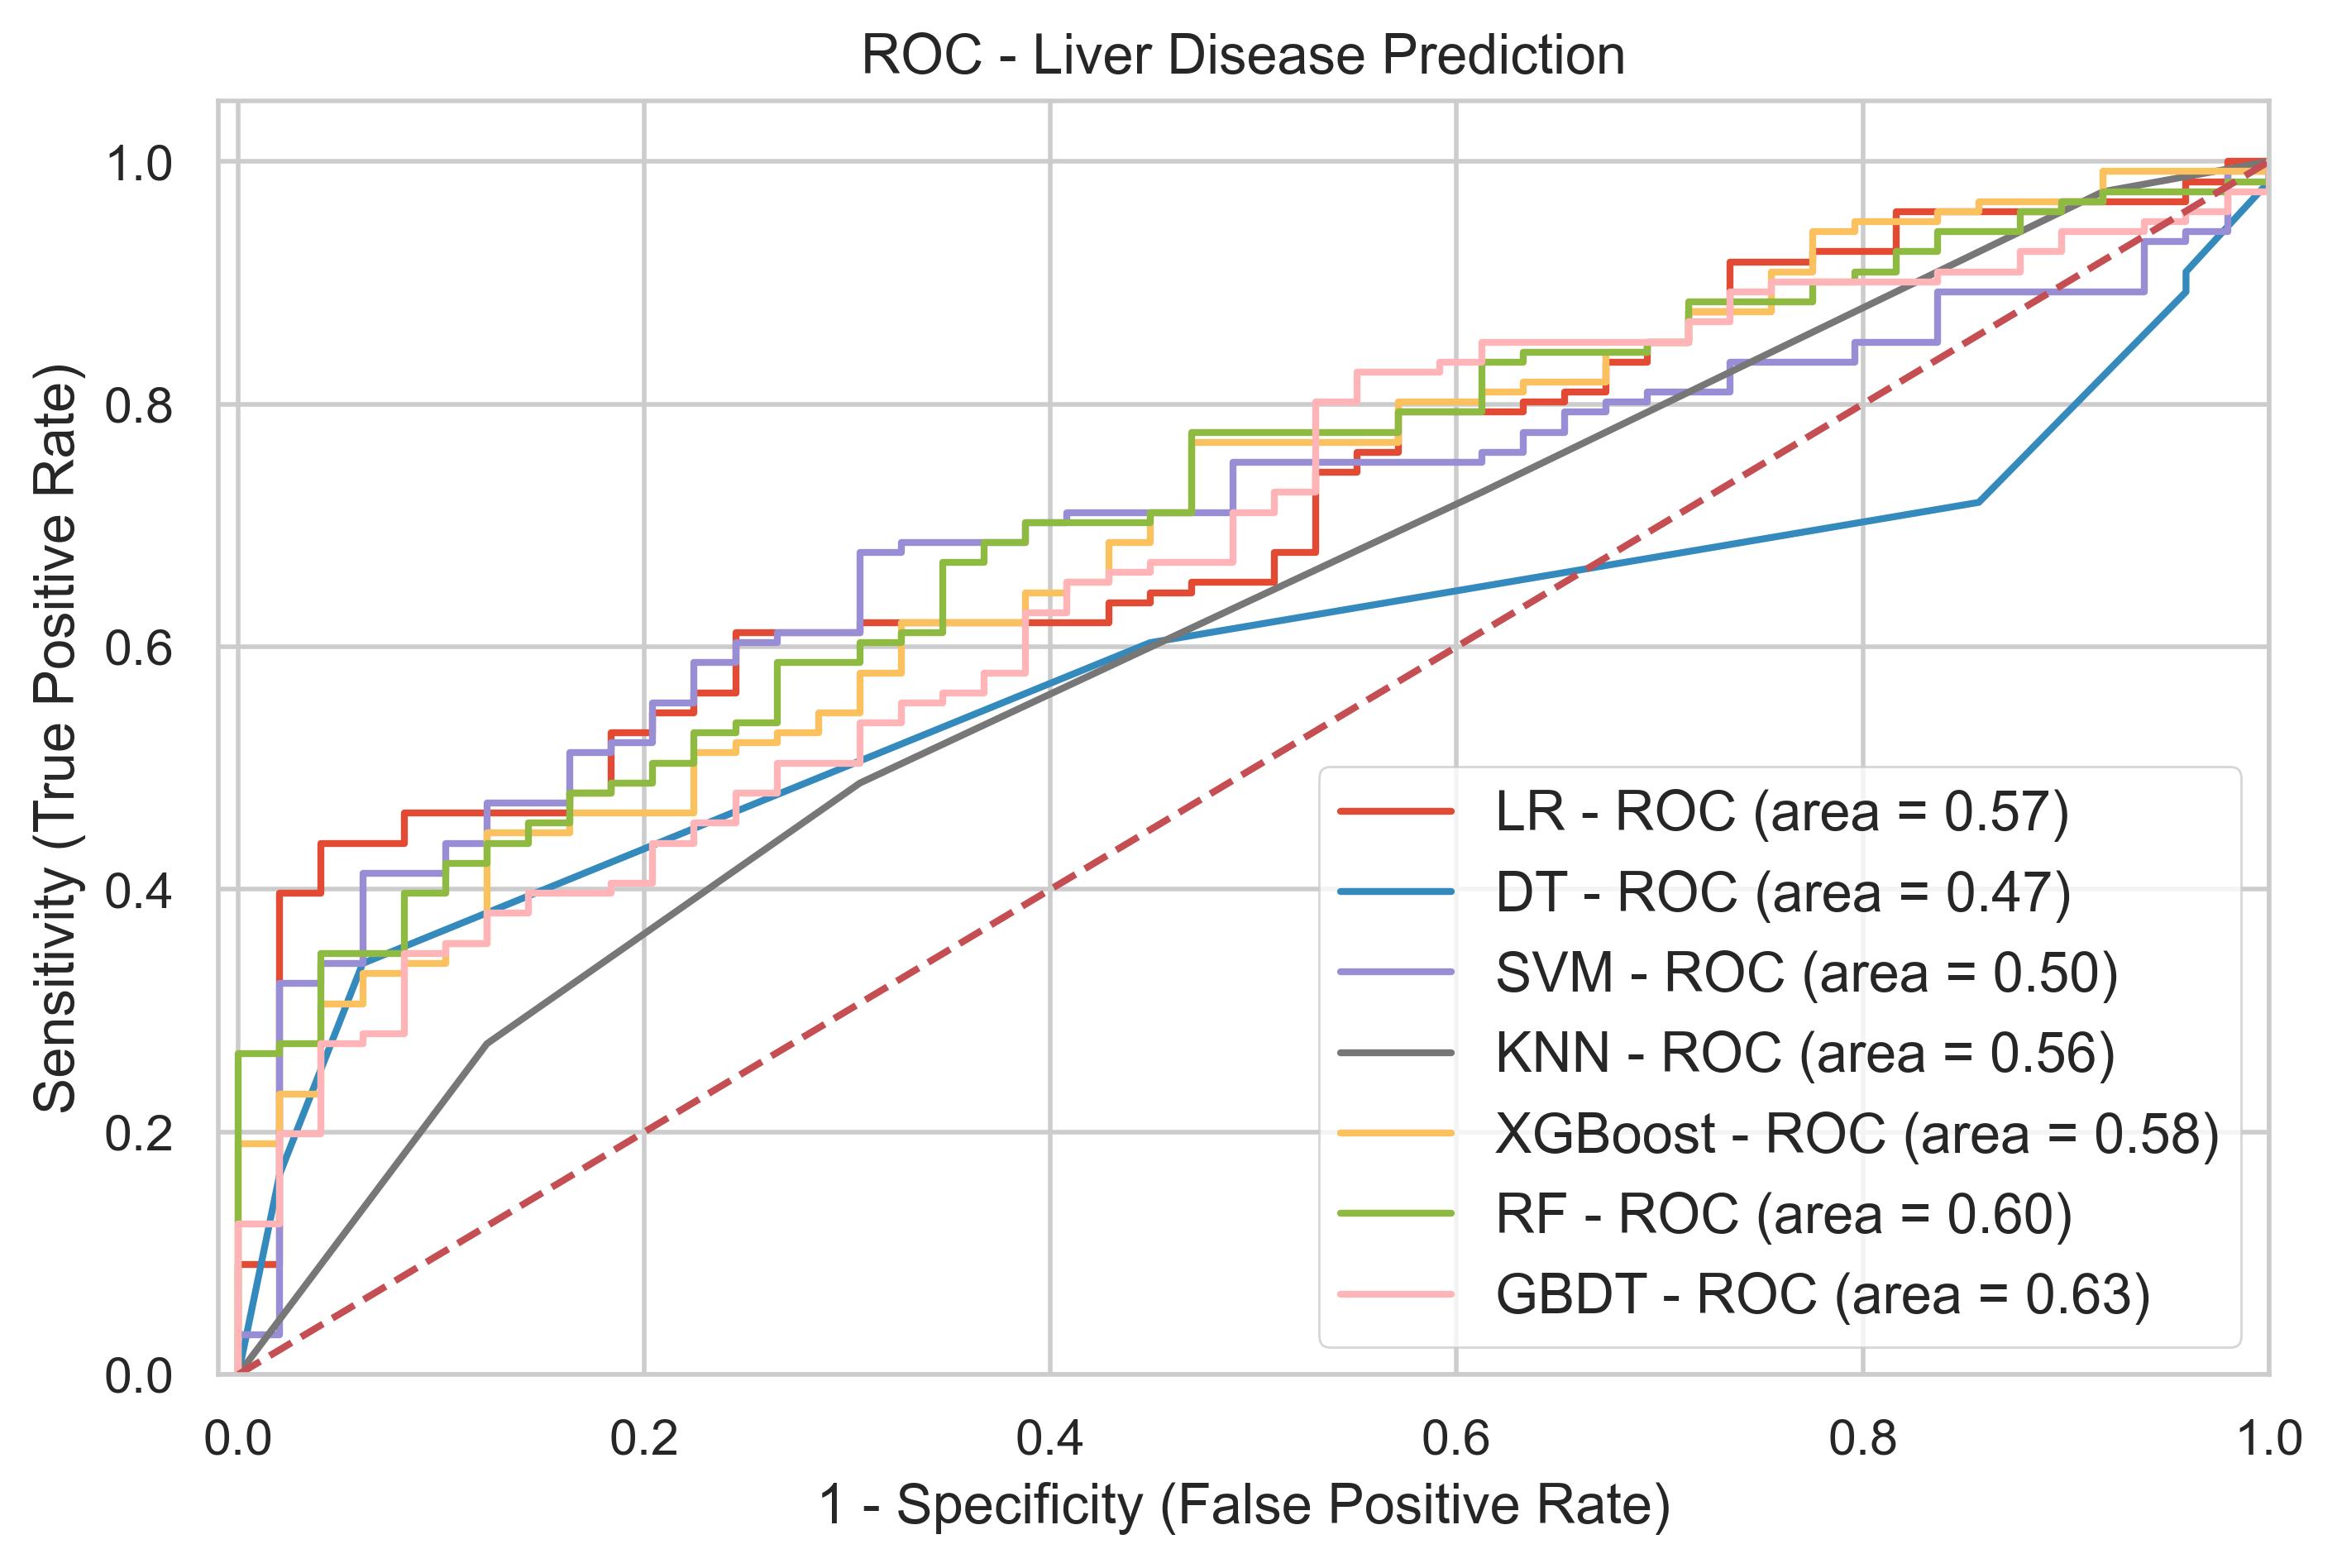 ROC - Liver Disease Prediction
Sensitivity (True Positive Rate)
1.0
0.8
0.6
0.4
0.2
0.0
LR - ROC (area = 0.57)
DT - ROC (area = 0.47)
SVM - ROC (area = 0.50)
KNN - ROC (area = 0.56)
XGBoost - ROC (area = 0.58)
RF - ROC (area = 0.60)
GBDT - ROC (area = 0.63)
0.0 0.2 0.4 0.6 0.8 1.0
1 - Specificity (False Positive Rate)